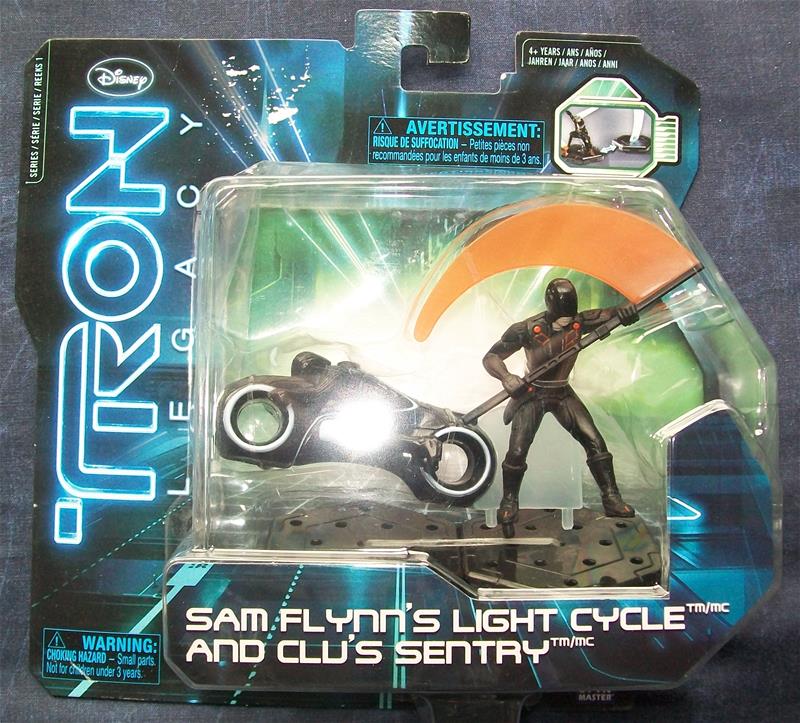 SERIES / SÉRIE / SERIE / REEKS 1
Disney
TRON
LEGACY
4+ YEARS / ANS / AÑOS /
JAHREN / JAAR / ANOS / ANNI
AVERTISSEMENT:
RISQUE DE SUFFOCATION – Petites pièces non
recommandées pour les enfants de moins de 3 ans.
SAM FLYNN'S LIGHT CYCLE™/MC
AND CLU'S SENTRY™/MC
WARNING:
CHOKING HAZARD – Small parts.
Not for children under 3 years.
MASTER